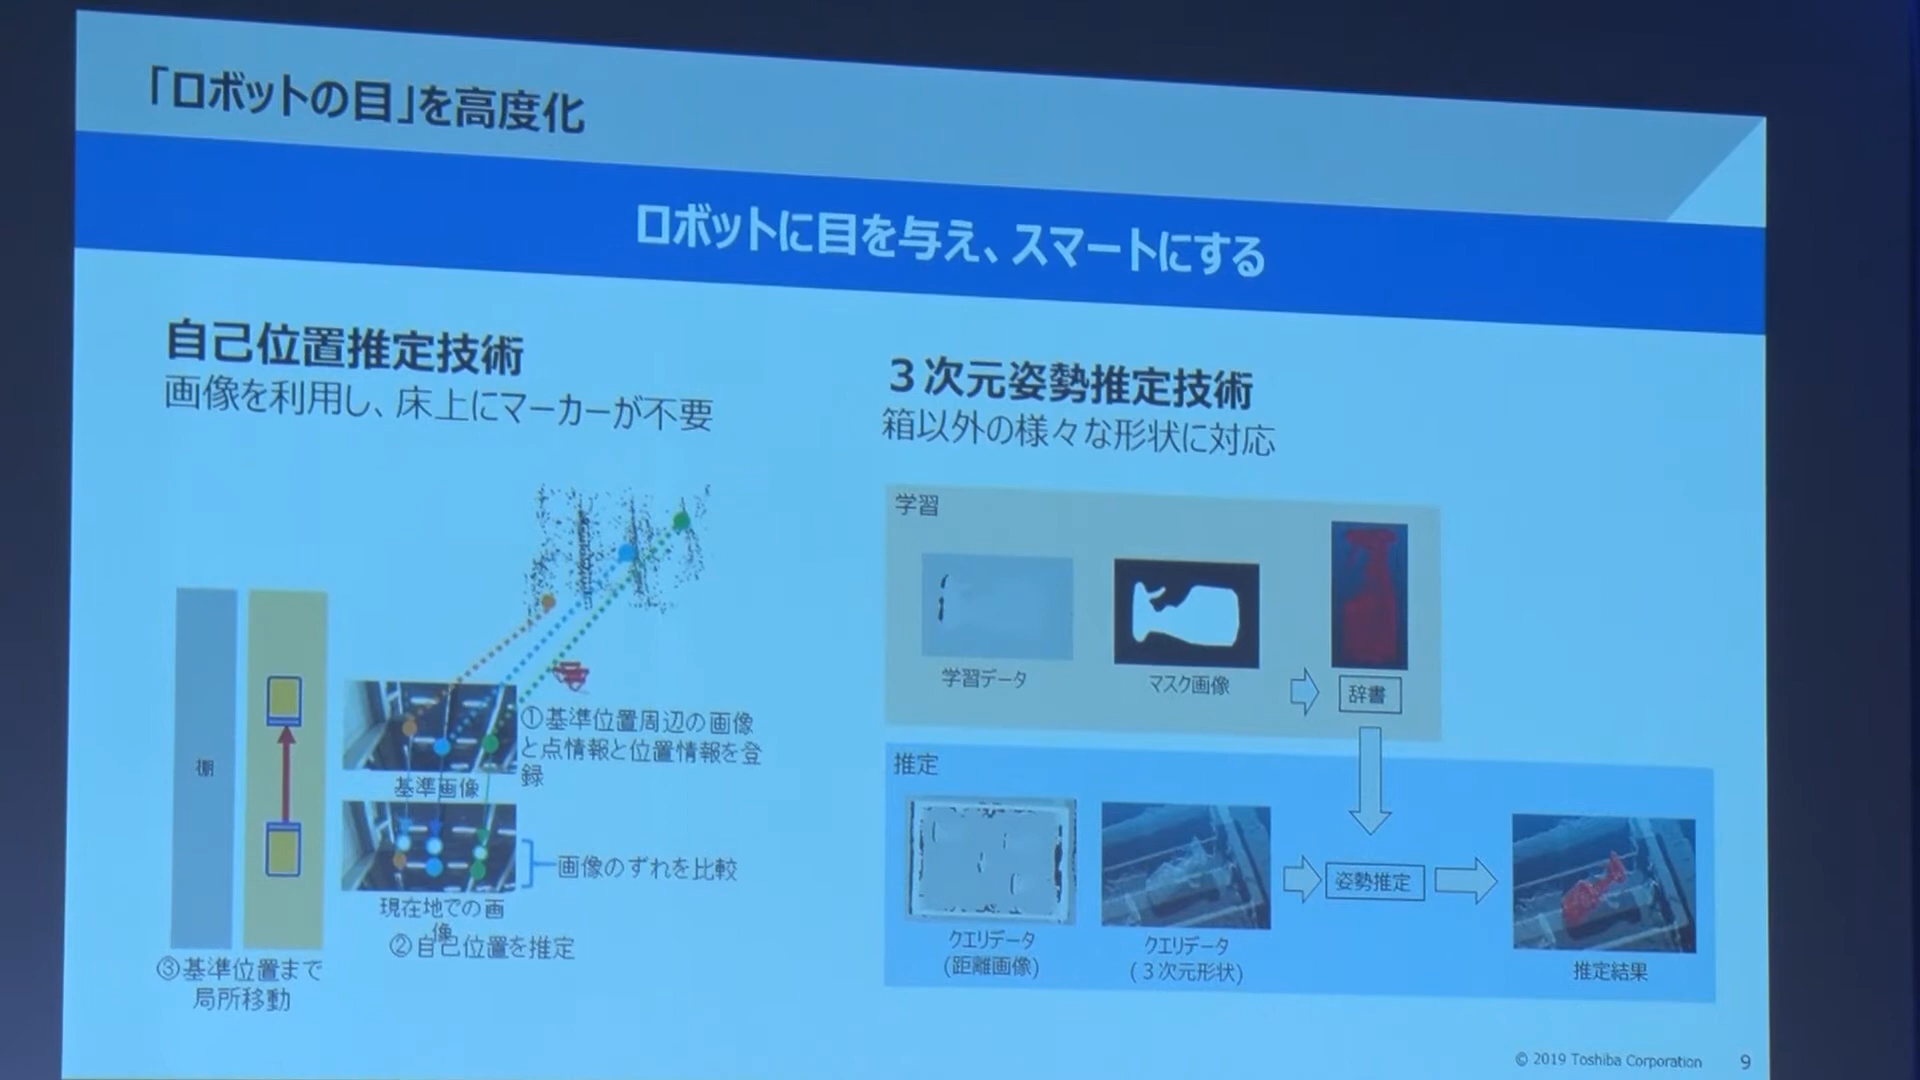 「ロボットの目」を高度化
ロボットに目を与え、スマートにする
自己位置推定技術
画像を利用し、床上にマーカーが不要
棚
基準画像
①基準位置周辺の画像
と点情報と位置情報を登
録
画像のずれを比較
現在地での画
像
②自己位置を推定
③基準位置まで
局所移動
３次元姿勢推定技術
箱以外の様々な形状に対応
学習
学習データ
マスク画像
辞書
推定
クエリデータ
(距離画像)
クエリデータ
(３次元形状)
姿勢推定
推定結果
© 2019 Toshiba Corporation
9